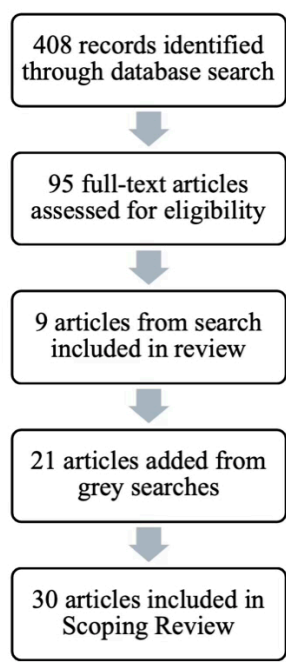 408 records identified
through database search
95 full-text articles
assessed for eligibility
9 articles from search
included in review
21 articles added from
grey searches
30 articles included in
Scoping Review